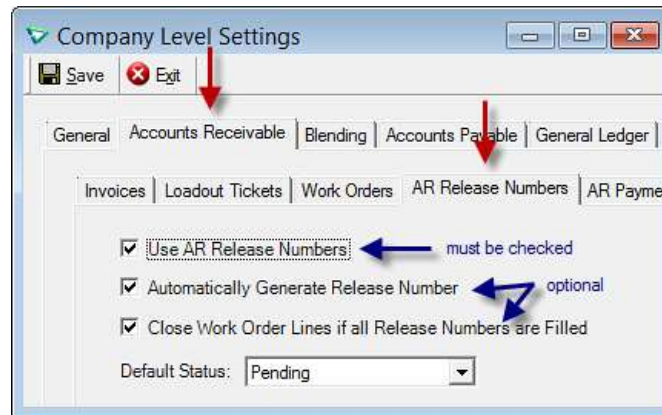 Company Level Settings
Save Exit
General Accounts Receivable Blending Accounts Payable General Ledger
Invoices Loadout Tickets Work Orders AR Release Numbers AR Payme
Use AR Release Numbers must be checked
Automatically Generate Release Number optional
Close Work Order Lines if all Release Numbers are Filled
Default Status: Pending